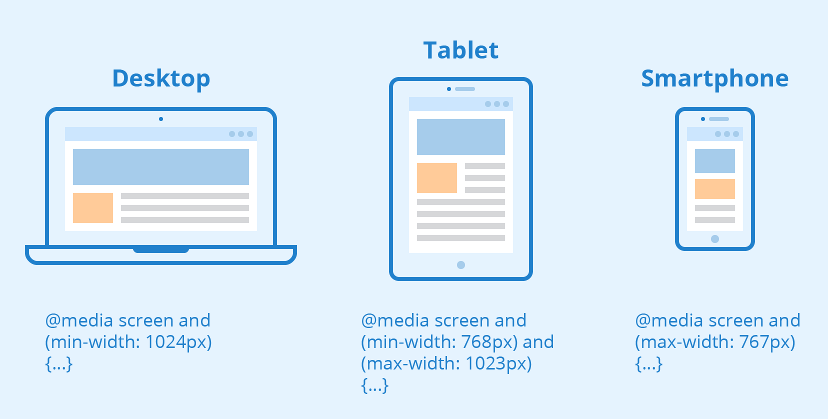 Desktop
@media screen and
(min-width: 1024px)
{...}
Tablet
@media screen and
(min-width: 768px) and
(max-width: 1023px)
{...}
Smartphone
@media screen and
(max-width: 767px)
{...}